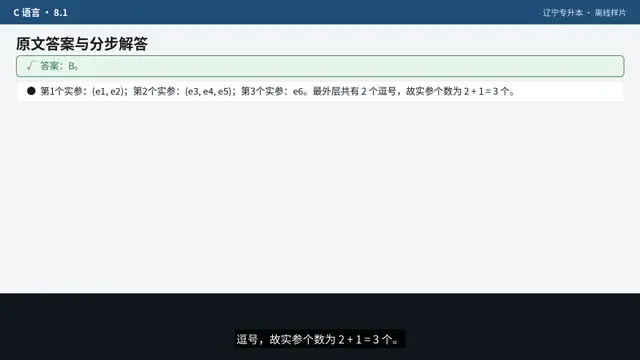 C 语言 • 8.1
辽宁专升本 • 离线样片
原文答案与分步解答
√ 答案：B。
● 第1个实参：(e1, e2)；第2个实参：(e3, e4, e5)；第3个实参：e6。最外层共有 2 个逗号，故实参个数为 2 + 1 = 3 个。
逗号，故实参个数为 2 + 1 = 3 个。